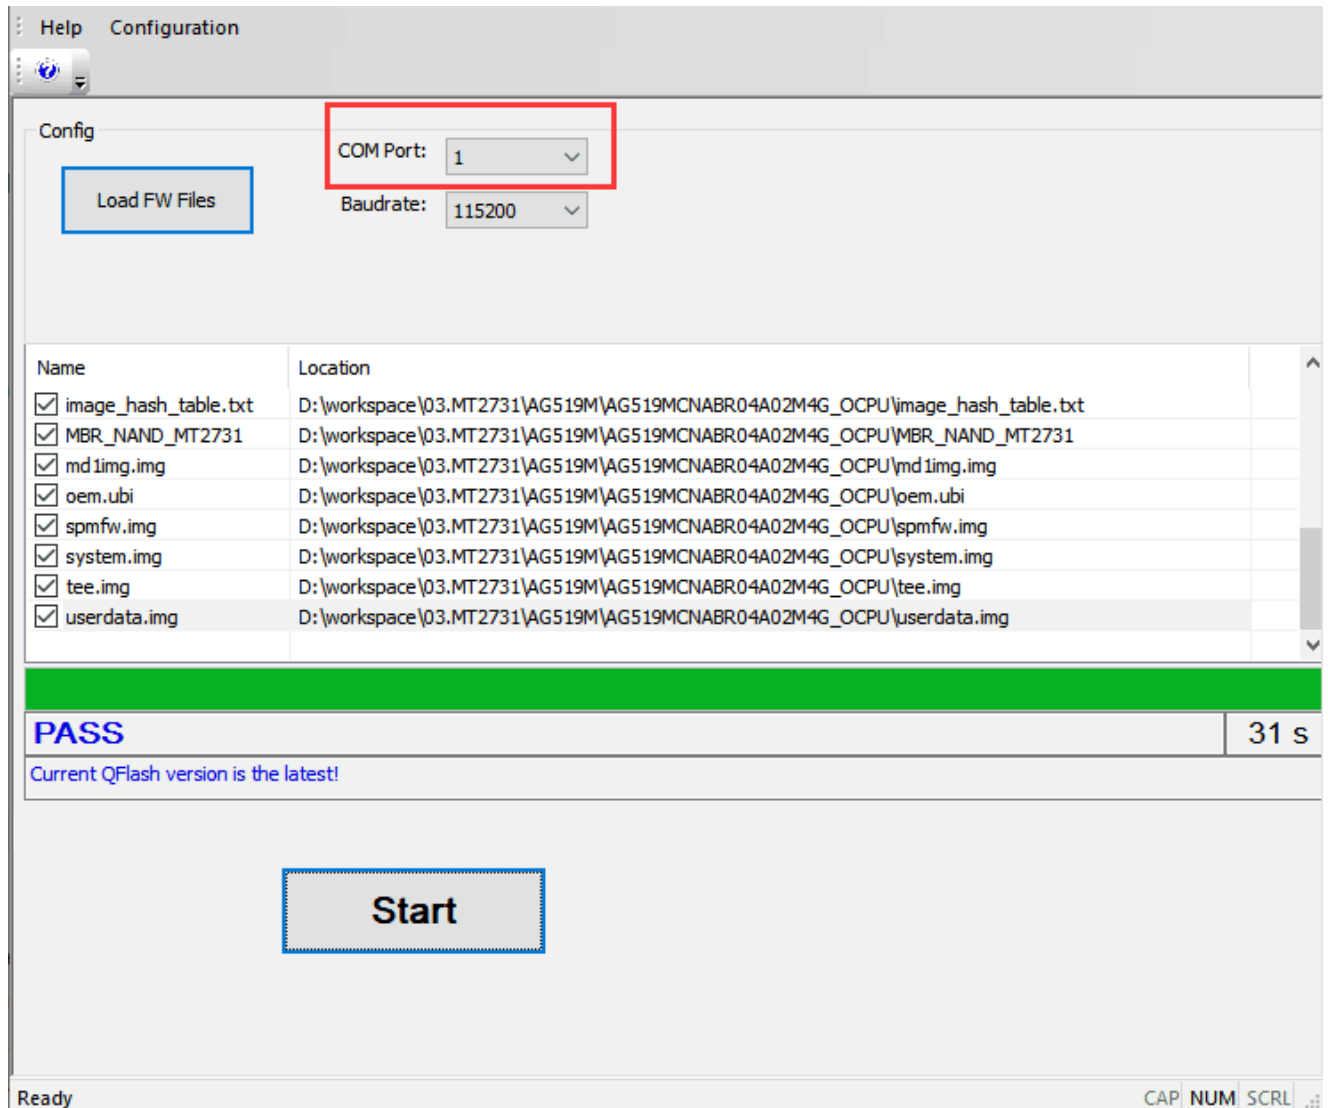 Help Configuration
Config
COM Port: 1
Load FW Files
Baudrate: 115200
Name Location
image_hash_table.txt D:\workspace\03.MT2731\AG519M\AG519MCNABR04A02M4G_OCPU\image_hash_table.txt
MBR_NAND_MT2731 D:\workspace\03.MT2731\AG519M\AG519MCNABR04A02M4G_OCPU\MBR_NAND_MT2731
md1img.img D:\workspace\03.MT2731\AG519M\AG519MCNABR04A02M4G_OCPU\md1img.img
oem.ubi D:\workspace\03.MT2731\AG519M\AG519MCNABR04A02M4G_OCPU\oem.ubi
spmfw.img D:\workspace\03.MT2731\AG519M\AG519MCNABR04A02M4G_OCPU\spmfw.img
system.img D:\workspace\03.MT2731\AG519M\AG519MCNABR04A02M4G_OCPU\system.img
tee.img D:\workspace\03.MT2731\AG519M\AG519MCNABR04A02M4G_OCPU\tee.img
userdata.img D:\workspace\03.MT2731\AG519M\AG519MCNABR04A02M4G_OCPU\userdata.img
PASS 31 s
Current QFlash version is the latest!
Start
Ready CAP NUM SCRL